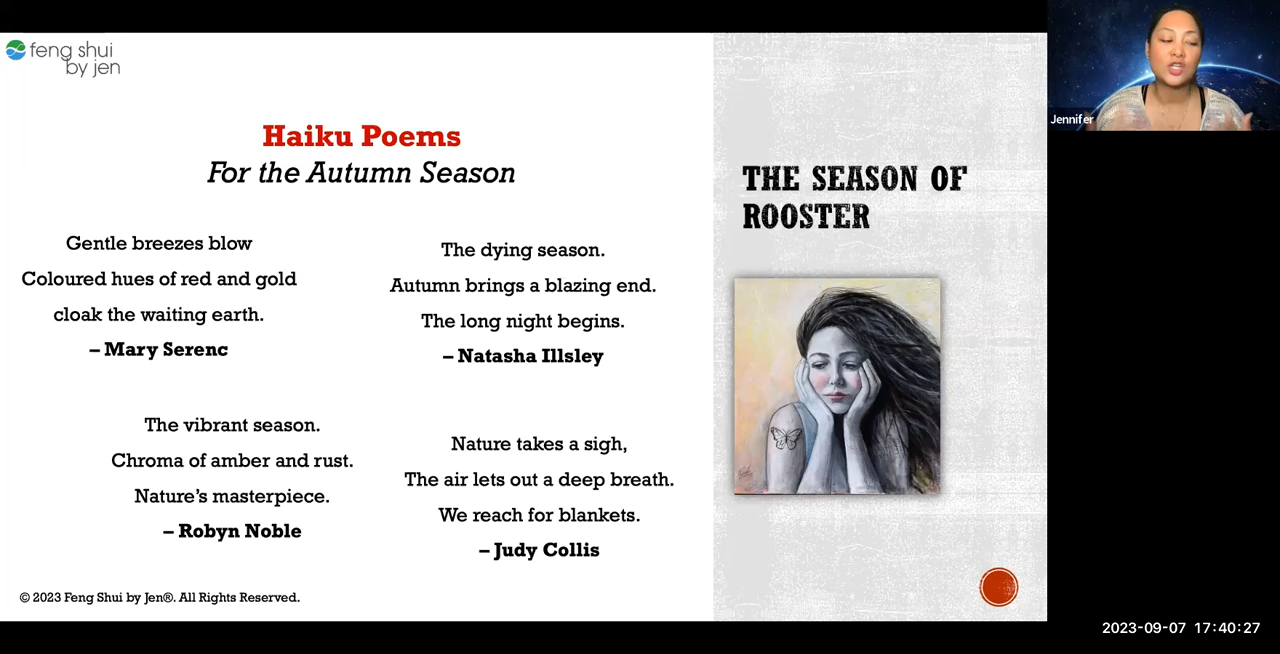 feng shui
by jen
Haiku Poems
For the Autumn Season
Gentle breezes blow
Coloured hues of red and gold
cloak the waiting earth.
– Mary Serenc
The dying season.
Autumn brings a blazing end.
The long night begins.
– Natasha Illsley
The vibrant season.
Chroma of amber and rust.
Nature’s masterpiece.
– Robyn Noble
Nature takes a sigh,
The air lets out a deep breath.
We reach for blankets.
– Judy Collis
© 2023 Feng Shui by Jen®. All Rights Reserved.
THE SEASON OF
ROOSTER
Jennifer
2023-09-07 17:40:27